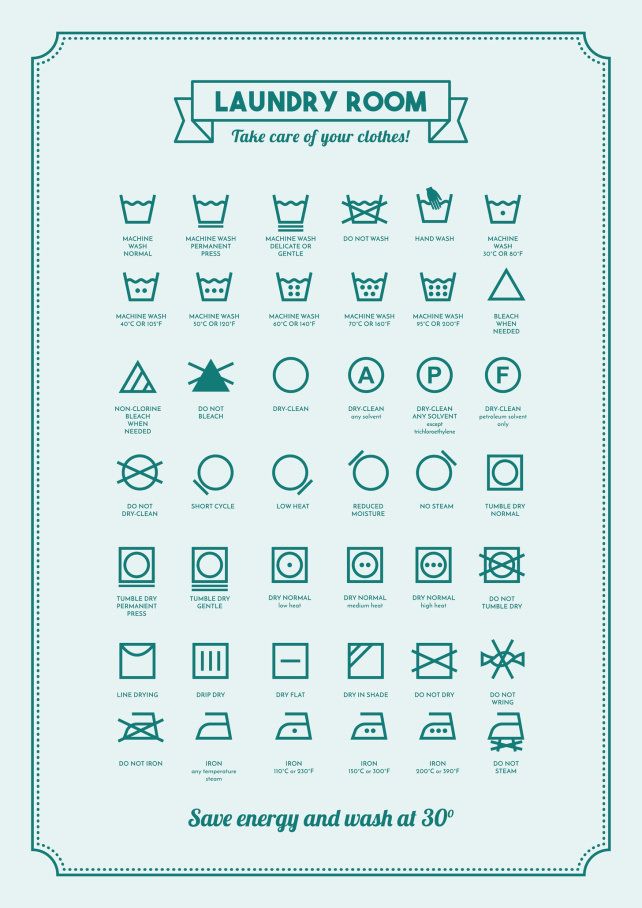 LAUNDRY ROOM
Take care of your clothes!
MACHINE
WASH
NORMAL
MACHINE WASH
PERMANENT
PRESS
MACHINE WASH
DELICATE OR
GENTLE
DO NOT WASH
HAND WASH
MACHINE
WASH
30°C OR 80°F
MACHINE WASH
40°C OR 105°F
MACHINE WASH
50°C OR 120°F
MACHINE WASH
60°C OR 140°F
MACHINE WASH
70°C OR 160°F
MACHINE WASH
95°C OR 200°F
BLEACH
WHEN
NEEDED
NON-CLORINE
BLEACH
WHEN
NEEDED
DO NOT
BLEACH
DRY-CLEAN
A
DRY-CLEAN
any solvent
P
DRY-CLEAN
ANY SOLVENT
except
trichloroethylene
F
DRY-CLEAN
petroleum solvent
only
DO NOT
DRY-CLEAN
SHORT CYCLE
LOW HEAT
REDUCED
MOISTURE
NO STEAM
TUMBLE DRY
NORMAL
TUMBLE DRY
PERMANENT
PRESS
TUMBLE DRY
GENTLE
DRY NORMAL
low heat
DRY NORMAL
medium heat
DRY NORMAL
high heat
DO NOT
TUMBLE DRY
LINE DRYING
DRIP DRY
DRY FLAT
DRY IN SHADE
DO NOT DRY
DO NOT
WRING
DO NOT IRON
IRON
any temperature
steam
IRON
110°C or 230°F
IRON
150°C or 300°F
IRON
200°C or 390°F
DO NOT
STEAM
Save energy and wash at 30°